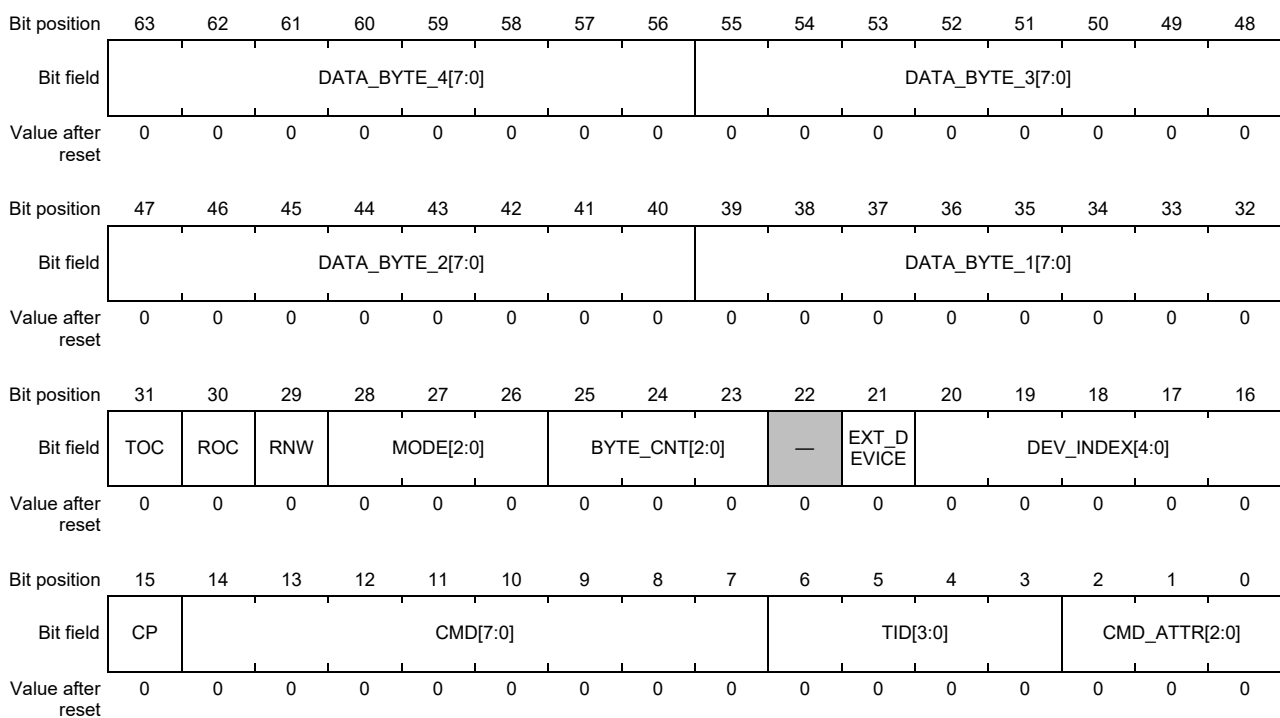 Bit position 63 62 61 60 59 58 57 56 55 54 53 52 51 50 49 48
Bit field DATA_BYTE_4[7:0] DATA_BYTE_3[7:0]
Value after 0 0 0 0 0 0 0 0 0 0 0 0 0 0 0 0
reset
Bit position 47 46 45 44 43 42 41 40 39 38 37 36 35 34 33 32
Bit field DATA_BYTE_2[7:0] DATA_BYTE_1[7:0]
Value after 0 0 0 0 0 0 0 0 0 0 0 0 0 0 0 0
reset
Bit position 31 30 29 28 27 26 25 24 23 22 21 20 19 18 17 16
Bit field TOC ROC RNW MODE[2:0] BYTE_CNT[2:0] — EXT_D
EVICE DEV_INDEX[4:0]
Value after 0 0 0 0 0 0 0 0 0 0 0 0 0 0 0 0
reset
Bit position 15 14 13 12 11 10 9 8 7 6 5 4 3 2 1 0
Bit field CP CMD[7:0] TID[3:0] CMD_ATTR[2:0]
Value after 0 0 0 0 0 0 0 0 0 0 0 0 0 0 0 0
reset